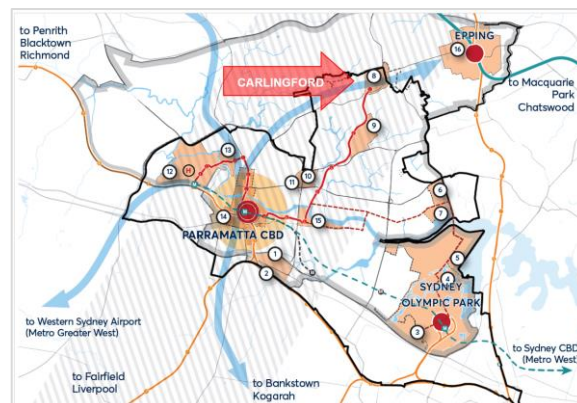 to Penrith
Blacktown
Richmond
EPPING
16
CARLINGFORD
8
to Macquarie
Park
Chatswood
9
13
12
H
11
10
6
7
14
15
PARRAMATTA CBD
1
2
5
4
SYDNEY
OLYMPIC PARK
3
to Western Sydney Airport
(Metro Greater West)
to Sydney CBD
(Metro West)
to Fairfield
Liverpool
to Bankstown
Kogarah